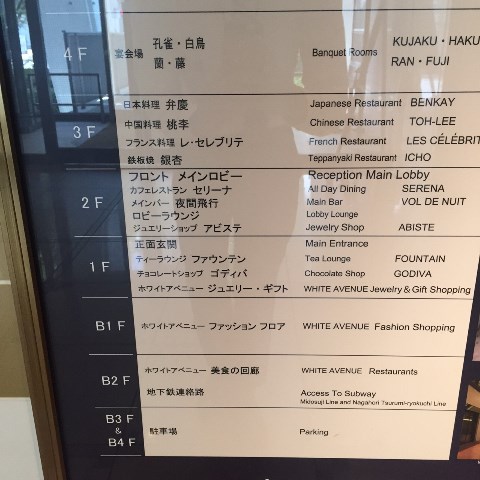 4 F 宴会場 孔雀・白鳥 Banquet Rooms KUJAKU・HAKU
蘭・藤 RAN・FUJI
3 F 日本料理 弁慶 Japanese Restaurant BENKAY
中国料理 桃李 Chinese Restaurant TOH-LEE
フランス料理 レ・セレブリテ French Restaurant LES CÉLÉBRIT
鉄板焼 銀杏 Teppanyaki Restaurant ICHO
2 F フロント メインロビー Reception Main Lobby
カフェレストラン セリーナ All Day Dining SERENA
メインバー 夜間飛行 Main Bar VOL DE NUIT
ロビーラウンジ Lobby Lounge
ジュエリーショップ アビステ Jewelry Shop ABISTE
1 F 正面玄関 Main Entrance
ティーラウンジ ファウンテン Tea Lounge FOUNTAIN
チョコレートショップ ゴディバ Chocolate Shop GODIVA
ホワイトアベニュー ジュエリー・ギフト WHITE AVENUE Jewelry & Gift Shopping
B1 F ホワイトアベニュー ファッション フロア WHITE AVENUE Fashion Shopping
B2 F ホワイトアベニュー 美食の回廊 WHITE AVENUE Restaurants
地下鉄連絡路 Access To Subway
Midosuji Line and Nagahori Tsurumi-ryokuchi Line
B3 F & B4 F 駐車場 Parking